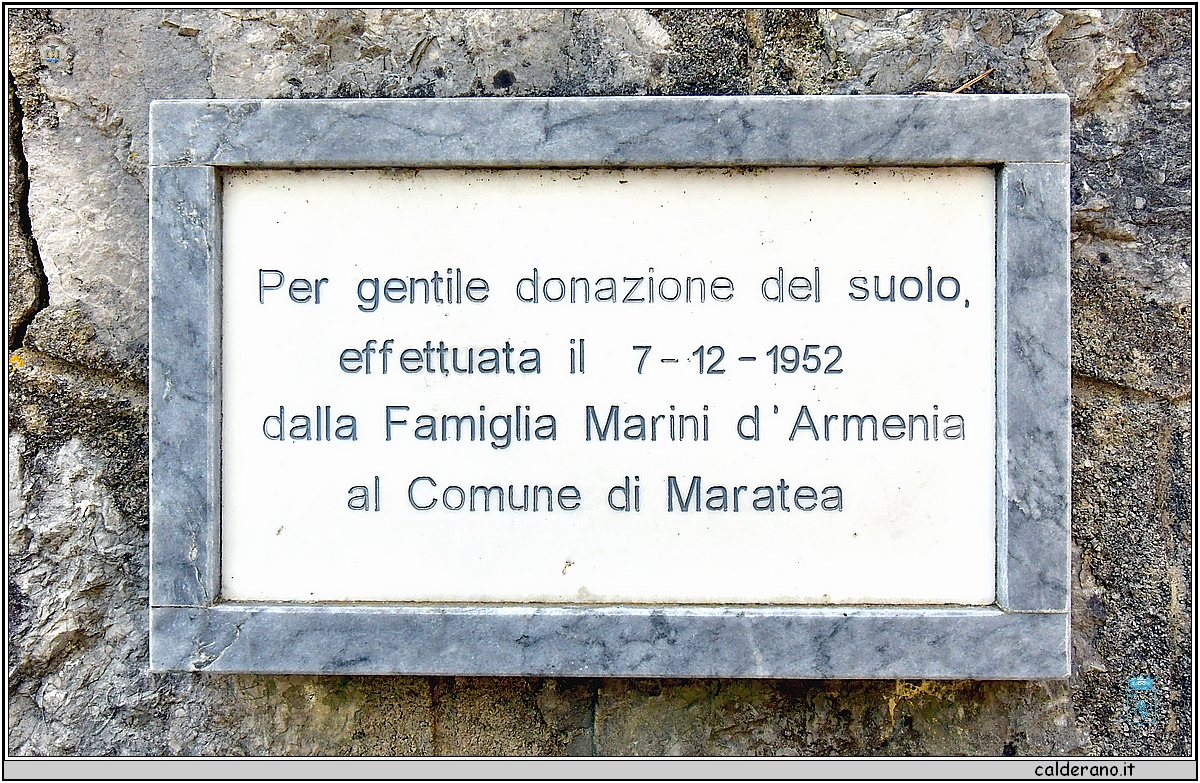 Per gentile donazione del suolo,
effettuata il 7-12-1952
dalla Famiglia Marini d'Armenia
al Comune di Maratea
calderano.it